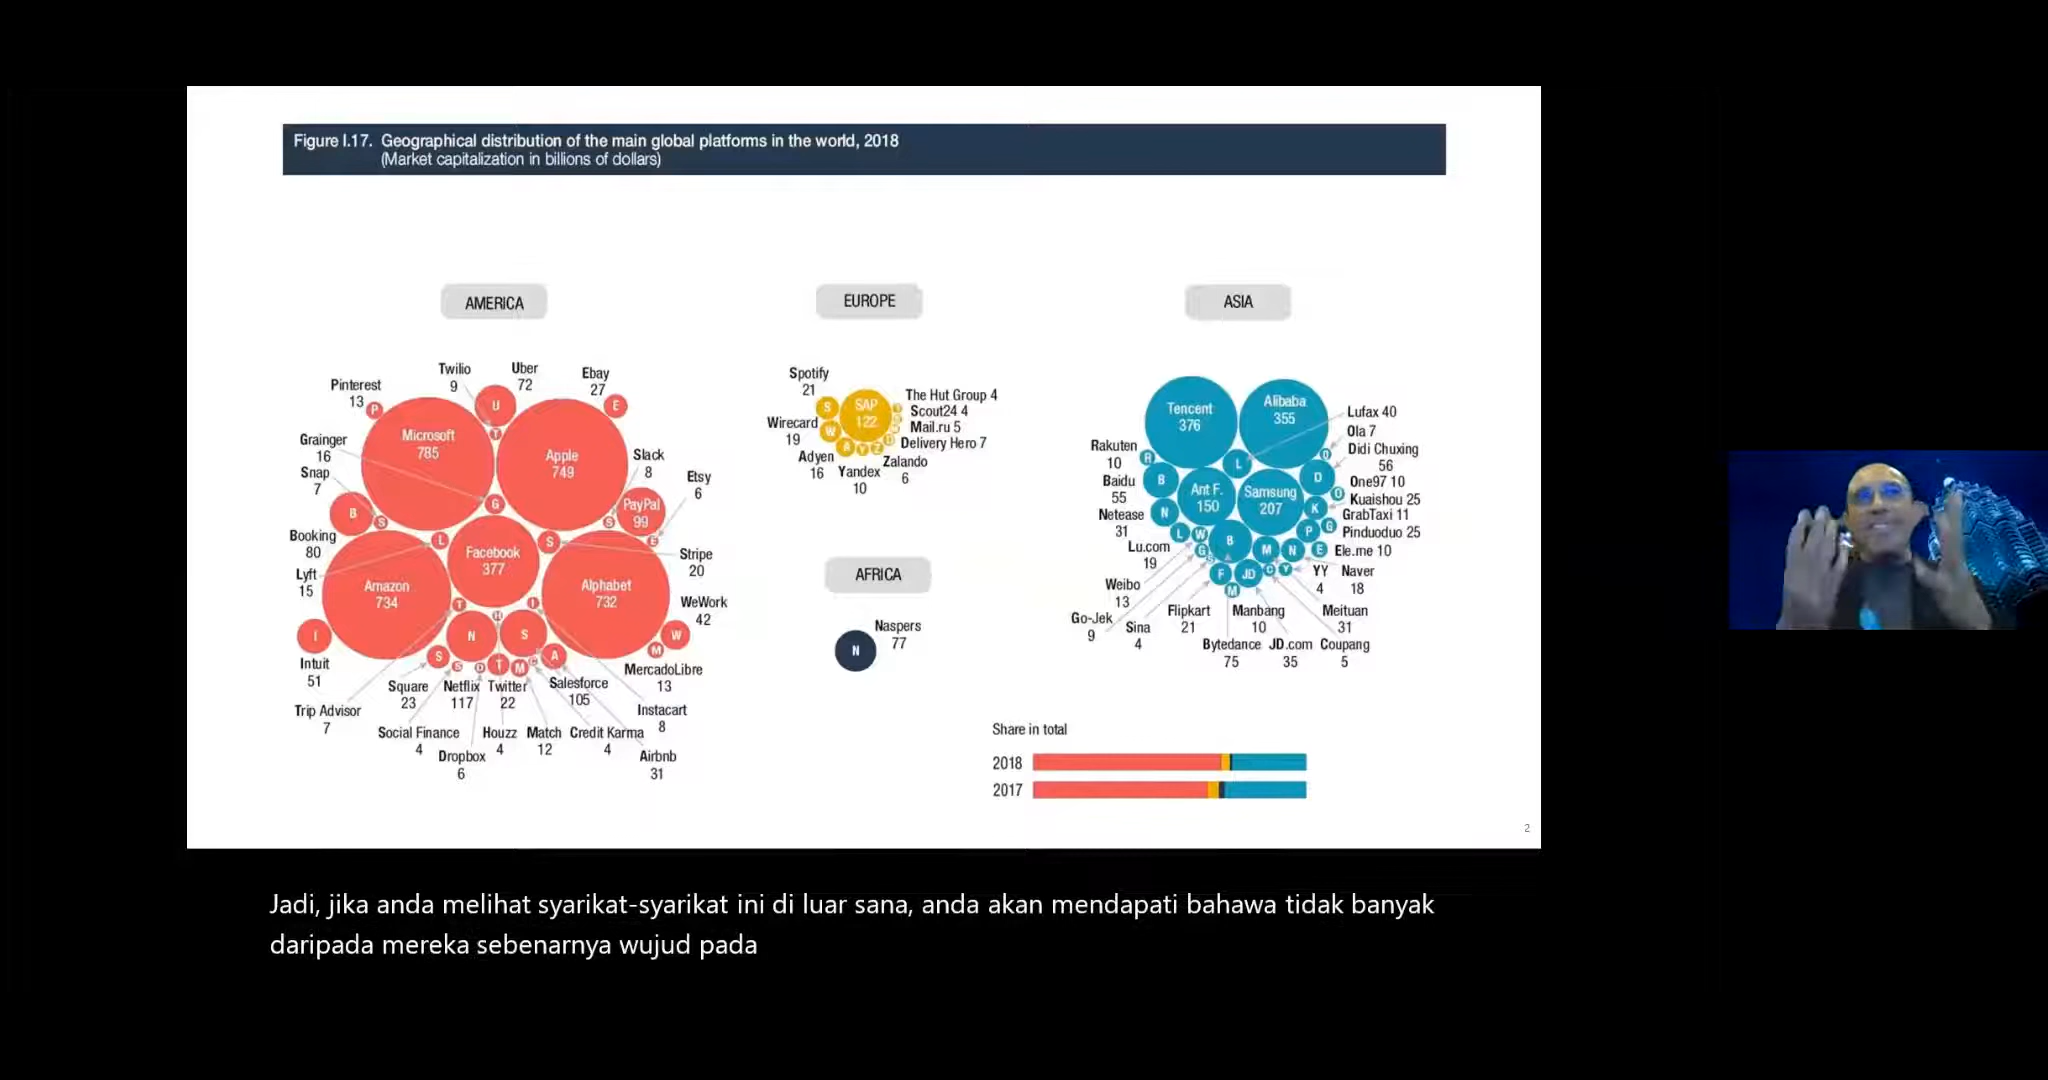 Figure I.17. Geographical distribution of the main global platforms in the world, 2018
(Market capitalization in billions of dollars)
AMERICA
Twilio
9
Uber
72
Ebay
27
E
Pinterest
13
P
U
T
Microsoft
785
Apple
749
Grainger
16
Snap
7
Slack
8
Etsy
6
G
PayPal
99
B
S
S
E
Booking
80
L
Facebook
377
S
Stripe
20
Lyft
15
Amazon
734
Alphabet
732
WeWork
42
T
H
I
I
N
S
W
M
Intuit
51
S
S
D
T
M
C
A
MercadoLibre
13
Square
23
Netflix
117
Twitter
22
Salesforce
105
Trip Advisor
7
Instacart
8
Social Finance
4
Houzz
4
Match
12
Credit Karma
4
Dropbox
6
Airbnb
31
EUROPE
Spotify
21
S
SAP
122
The Hut Group 4
Scout24 4
Mail.ru 5
Delivery Hero 7
Wirecard
19
W
A
Y
Z
D
Adyen
16
Yandex
10
Zalando
6
AFRICA
N
Naspers
77
ASIA
Tencent
376
Alibaba
355
Lufax 40
Ola 7
Didi Chuxing
56
One97 10
Kuaishou 25
GrabTaxi 11
Pinduoduo 25
Ele.me 10
Rakuten
10
R
L
O
Baidu
55
B
D
Ant F.
150
Samsung
207
O
Netease
31
N
K
G
P
L
W
B
M
N
E
Lu.com
19
G
S
F
JD
C
Y
M
YY
4
Naver
18
Weibo
13
Go-Jek
9
Sina
4
Flipkart
21
Manbang
10
Meituan
31
Bytedance
75
JD.com
35
Coupang
5
Share in total
2018
2017
2
Jadi, jika anda melihat syarikat-syarikat ini di luar sana, anda akan mendapati bahawa tidak banyak
daripada mereka sebenarnya wujud pada